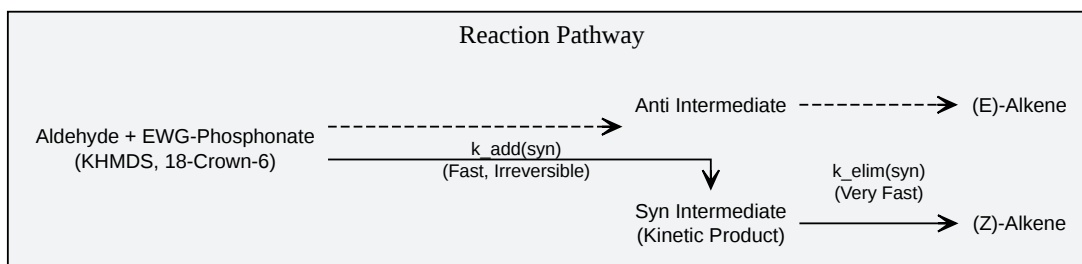 Reaction Pathway
Anti Intermediate
(E)-Alkene
Aldehyde + EWG-Phosphonate
(KHMDS, 18-Crown-6)
k_add(syn)
(Fast, Irreversible)
k_elim(syn)
(Very Fast)
Syn Intermediate
(Kinetic Product)
(Z)-Alkene